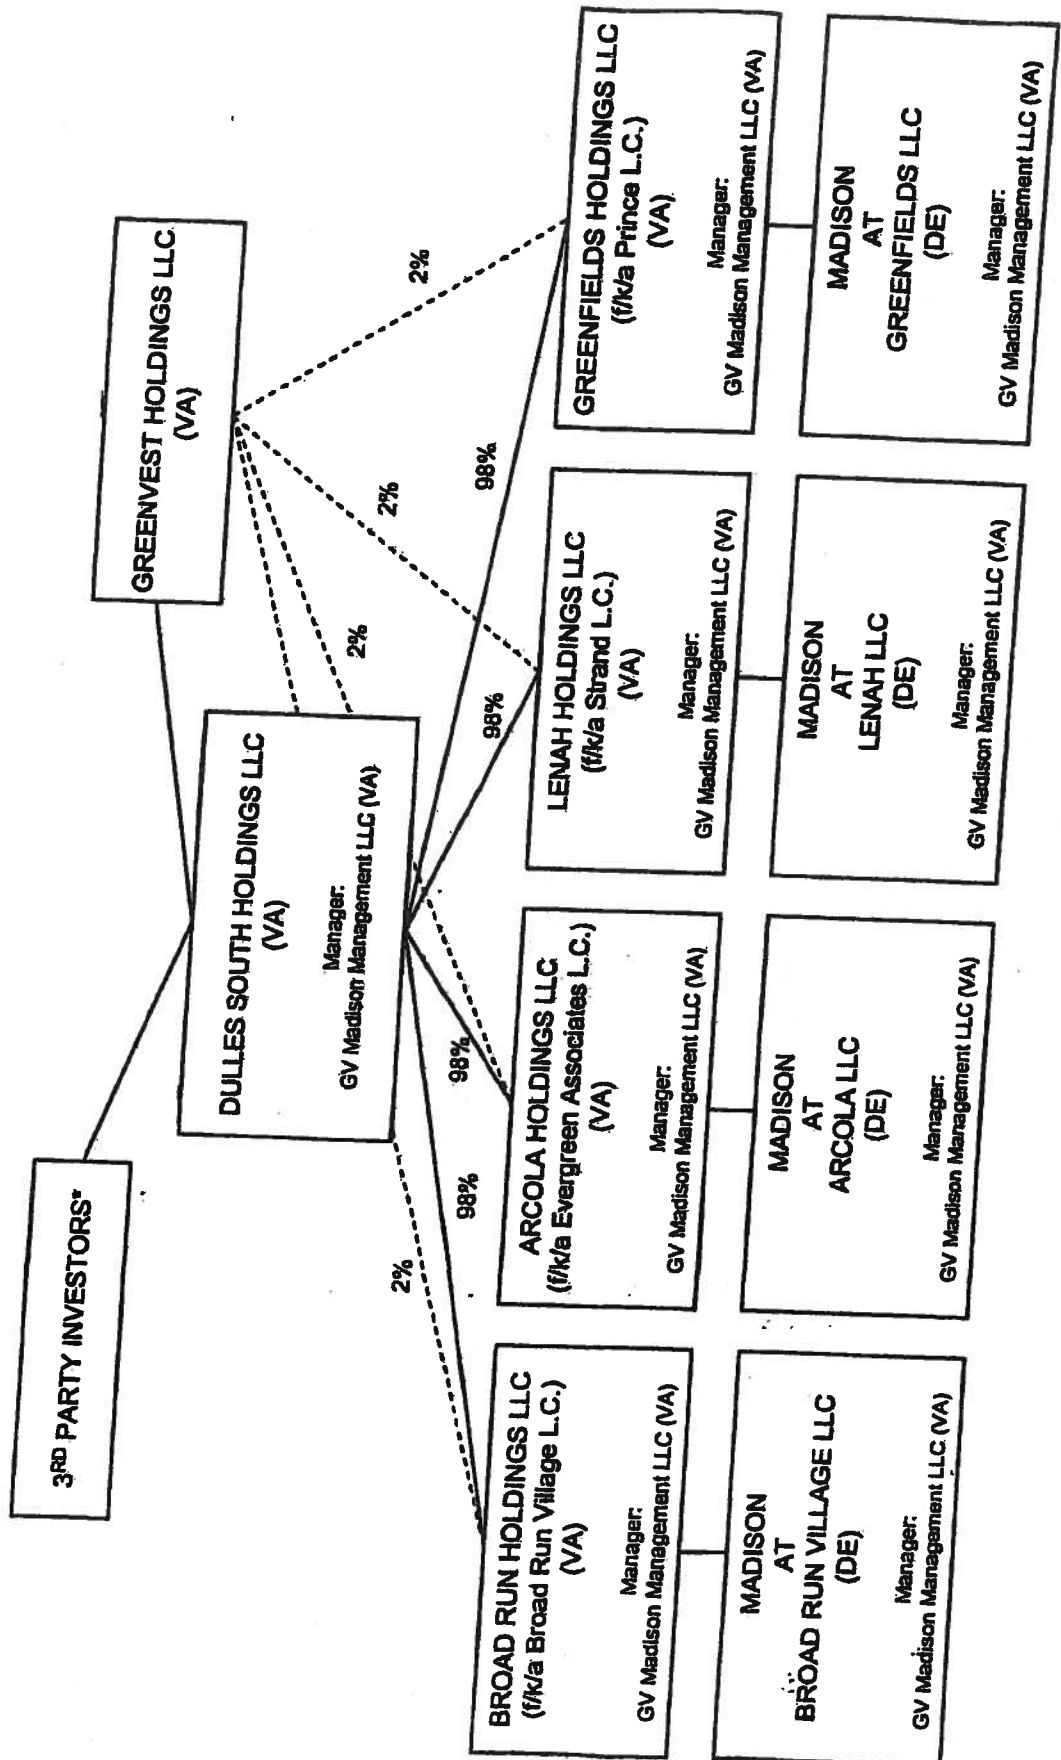 3RD PARTY INVESTORS*
GREENVEST HOLDINGS LLC
(VA)
DULLES SOUTH HOLDINGS LLC
(VA)
Manager:
GV Madison Management LLC (VA)
2%
98%
98%
2%
98%
2%
98%
2%
BROAD RUN HOLDINGS LLC
(f/k/a Broad Run Village L.C.)
(VA)
Manager:
GV Madison Management LLC (VA)
ARCOLA HOLDINGS LLC
(f/k/a Evergreen Associates L.C.)
(VA)
Manager:
GV Madison Management LLC (VA)
LENAH HOLDINGS LLC
(f/k/a Strand L.C.)
(VA)
Manager:
GV Madison Management LLC (VA)
GREENFIELDS HOLDINGS LLC
(f/k/a Prince L.C.)
(VA)
Manager:
GV Madison Management LLC (VA)
MADISON
AT
BROAD RUN VILLAGE LLC
(DE)
Manager:
GV Madison Management LLC (VA)
MADISON
AT
ARCOLA LLC
(DE)
Manager:
GV Madison Management LLC (VA)
MADISON
AT
LENAH LLC
(DE)
Manager:
GV Madison Management LLC (VA)
MADISON
AT
GREENFIELDS LLC
(DE)
Manager:
GV Madison Management LLC (VA)